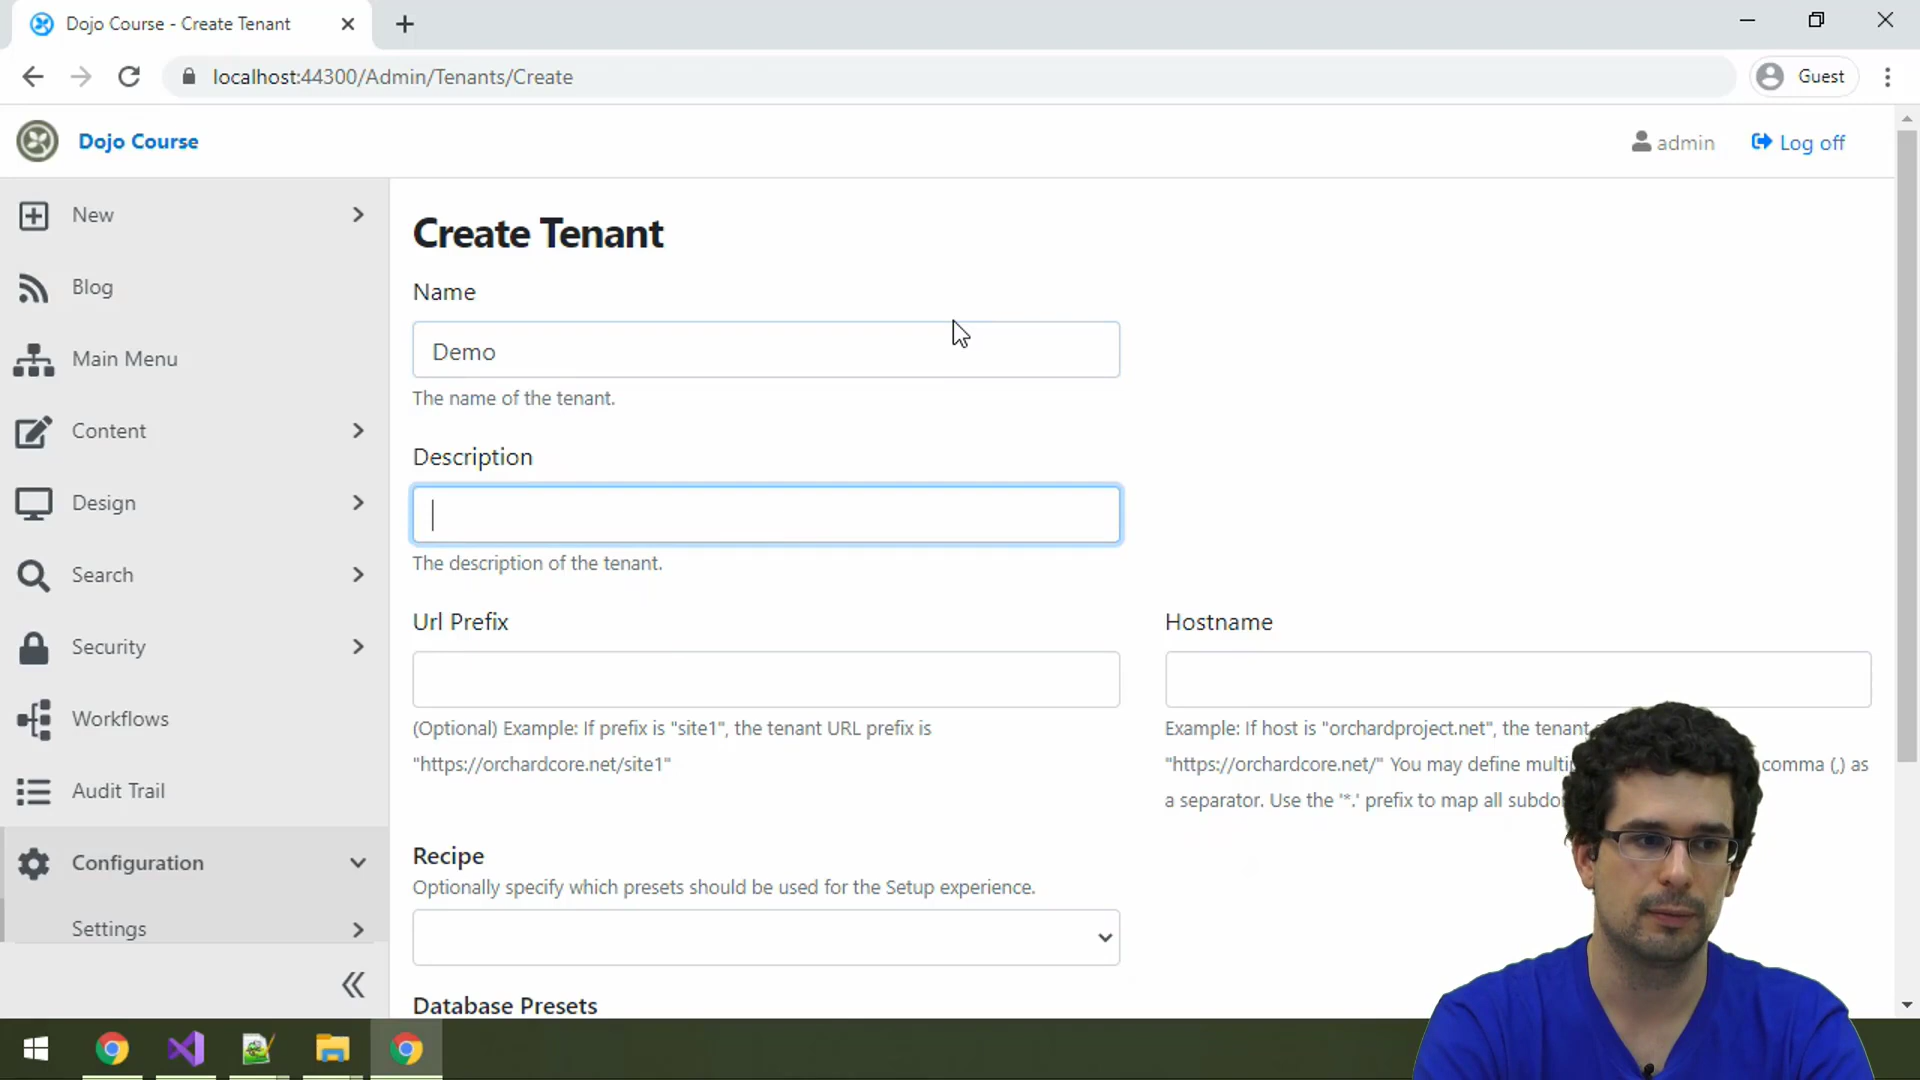 Dojo Course - Create Tenant
localhost:44300/Admin/Tenants/Create
Guest
Dojo Course
admin
Log off
New
Blog
Main Menu
Content
Design
Search
Security
Workflows
Audit Trail
Configuration
Settings
Create Tenant
Name
Demo
The name of the tenant.
Description
The description of the tenant.
Url Prefix
(Optional) Example: If prefix is "site1", the tenant URL prefix is
"https://orchardcore.net/site1"
Hostname
Example: If host is "orchardproject.net", the tenant
"https://orchardcore.net/" You may define comma (,) as
a separator. Use the '*.' prefix to map all
Recipe
Optionally specify which presets should be used for the Setup experience.
Database Presets